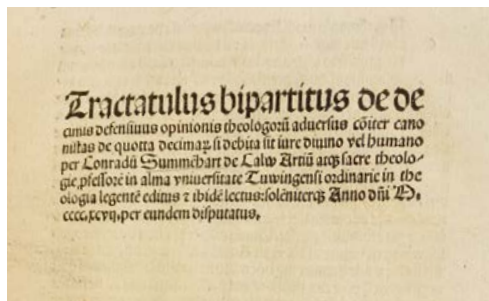 Tractatulus bipartitus de de
cimis defensiuus opinionis theologorū aduersus cōiter cano
nistas de quotta decimaꝝ si debita sit iure diuino vel humano
per Conradū Summēhart de Calw Artiū atqꝫ sacre theolo⸗
gie ꝓfessorē in alma vniuersitate Tuwingensi ordinarie in the
ologia legentē editus ⁊ ibidē lectus: solēniterqꝫ Anno dn̄i M.
cccc.xcvij. per eundem disputatus.